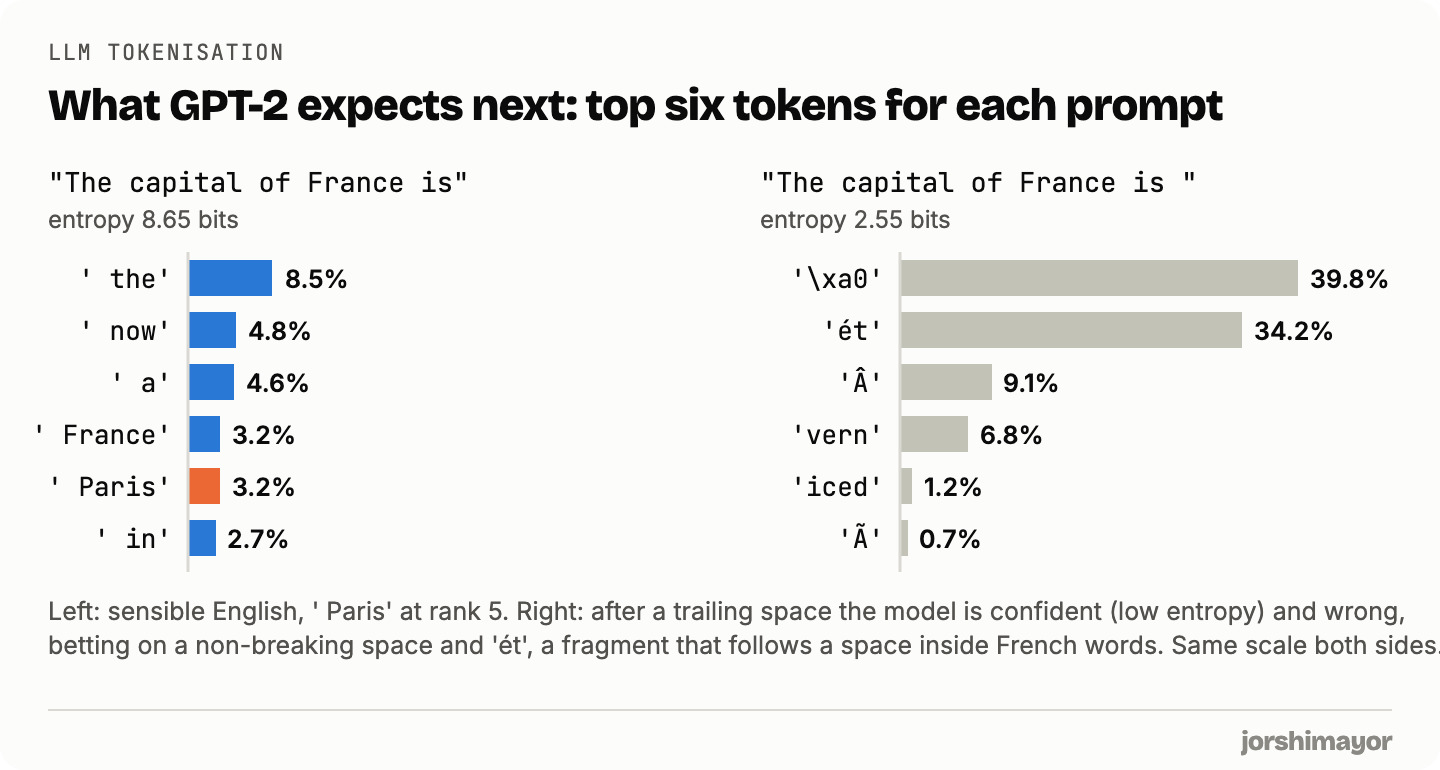 LLM TOKENISATION
What GPT-2 expects next: top six tokens for each prompt
"The capital of France is"
entropy 8.65 bits
' the' 8.5%
' now' 4.8%
' a' 4.6%
' France' 3.2%
' Paris' 3.2%
' in' 2.7%
"The capital of France is "
entropy 2.55 bits
'\xa0' 39.8%
'ét' 34.2%
'Â' 9.1%
'vern' 6.8%
'iced' 1.2%
'Ã' 0.7%
Left: sensible English, ' Paris' at rank 5. Right: after a trailing space the model is confident (low entropy) and wrong,
betting on a non-breaking space and 'ét', a fragment that follows a space inside French words. Same scale both sides.
jorshimayor